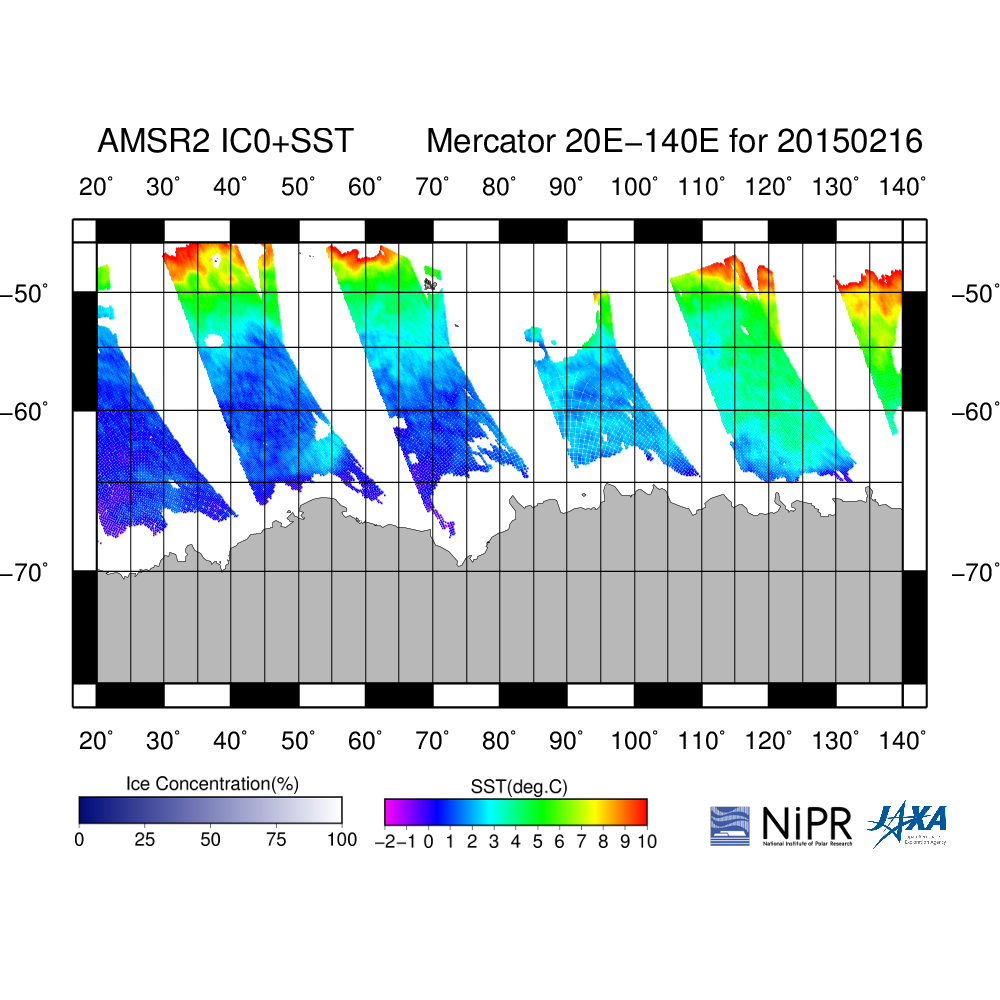 AMSR2 IC0+SST Mercator 20E−140E for 20150216
20° 30° 40° 50° 60° 70° 80° 90° 100° 110° 120° 130° 140°
−50° −50°
−60° −60°
−70° −70°
20° 30° 40° 50° 60° 70° 80° 90° 100° 110° 120° 130° 140°
Ice Concentration(%)
0 25 50 75 100
SST(deg.C)
−2 −1 0 1 2 3 4 5 6 7 8 9 10
NiPR
National Institute of Polar Research
JAXA
Exploration Agency